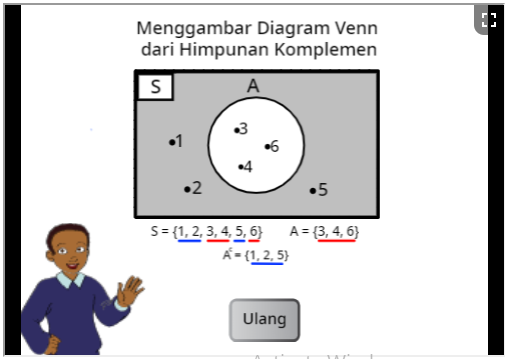 Menggambar Diagram Venn
dari Himpunan Komplemen
S
A
•1
•3
•6
•4
•2
•5
S = {1, 2, 3, 4, 5, 6} A = {3, 4, 6}
Aᶜ = {1, 2, 5}
Ulang